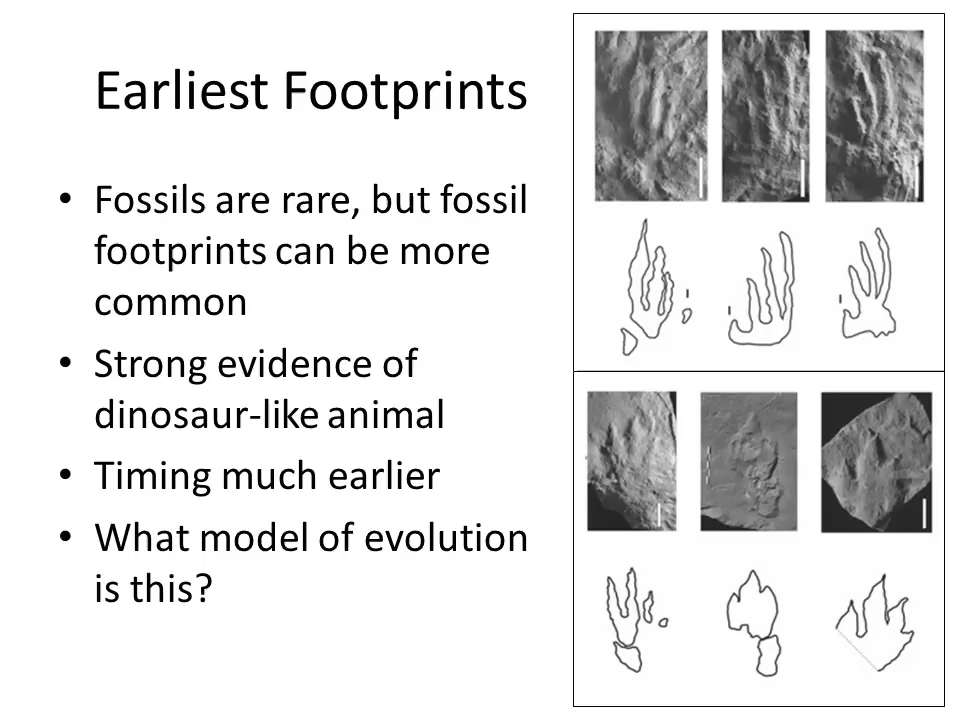 Earliest Footprints
• Fossils are rare, but fossil
footprints can be more
common
• Strong evidence of
dinosaur-like animal
• Timing much earlier
• What model of evolution
is this?
I
I
I